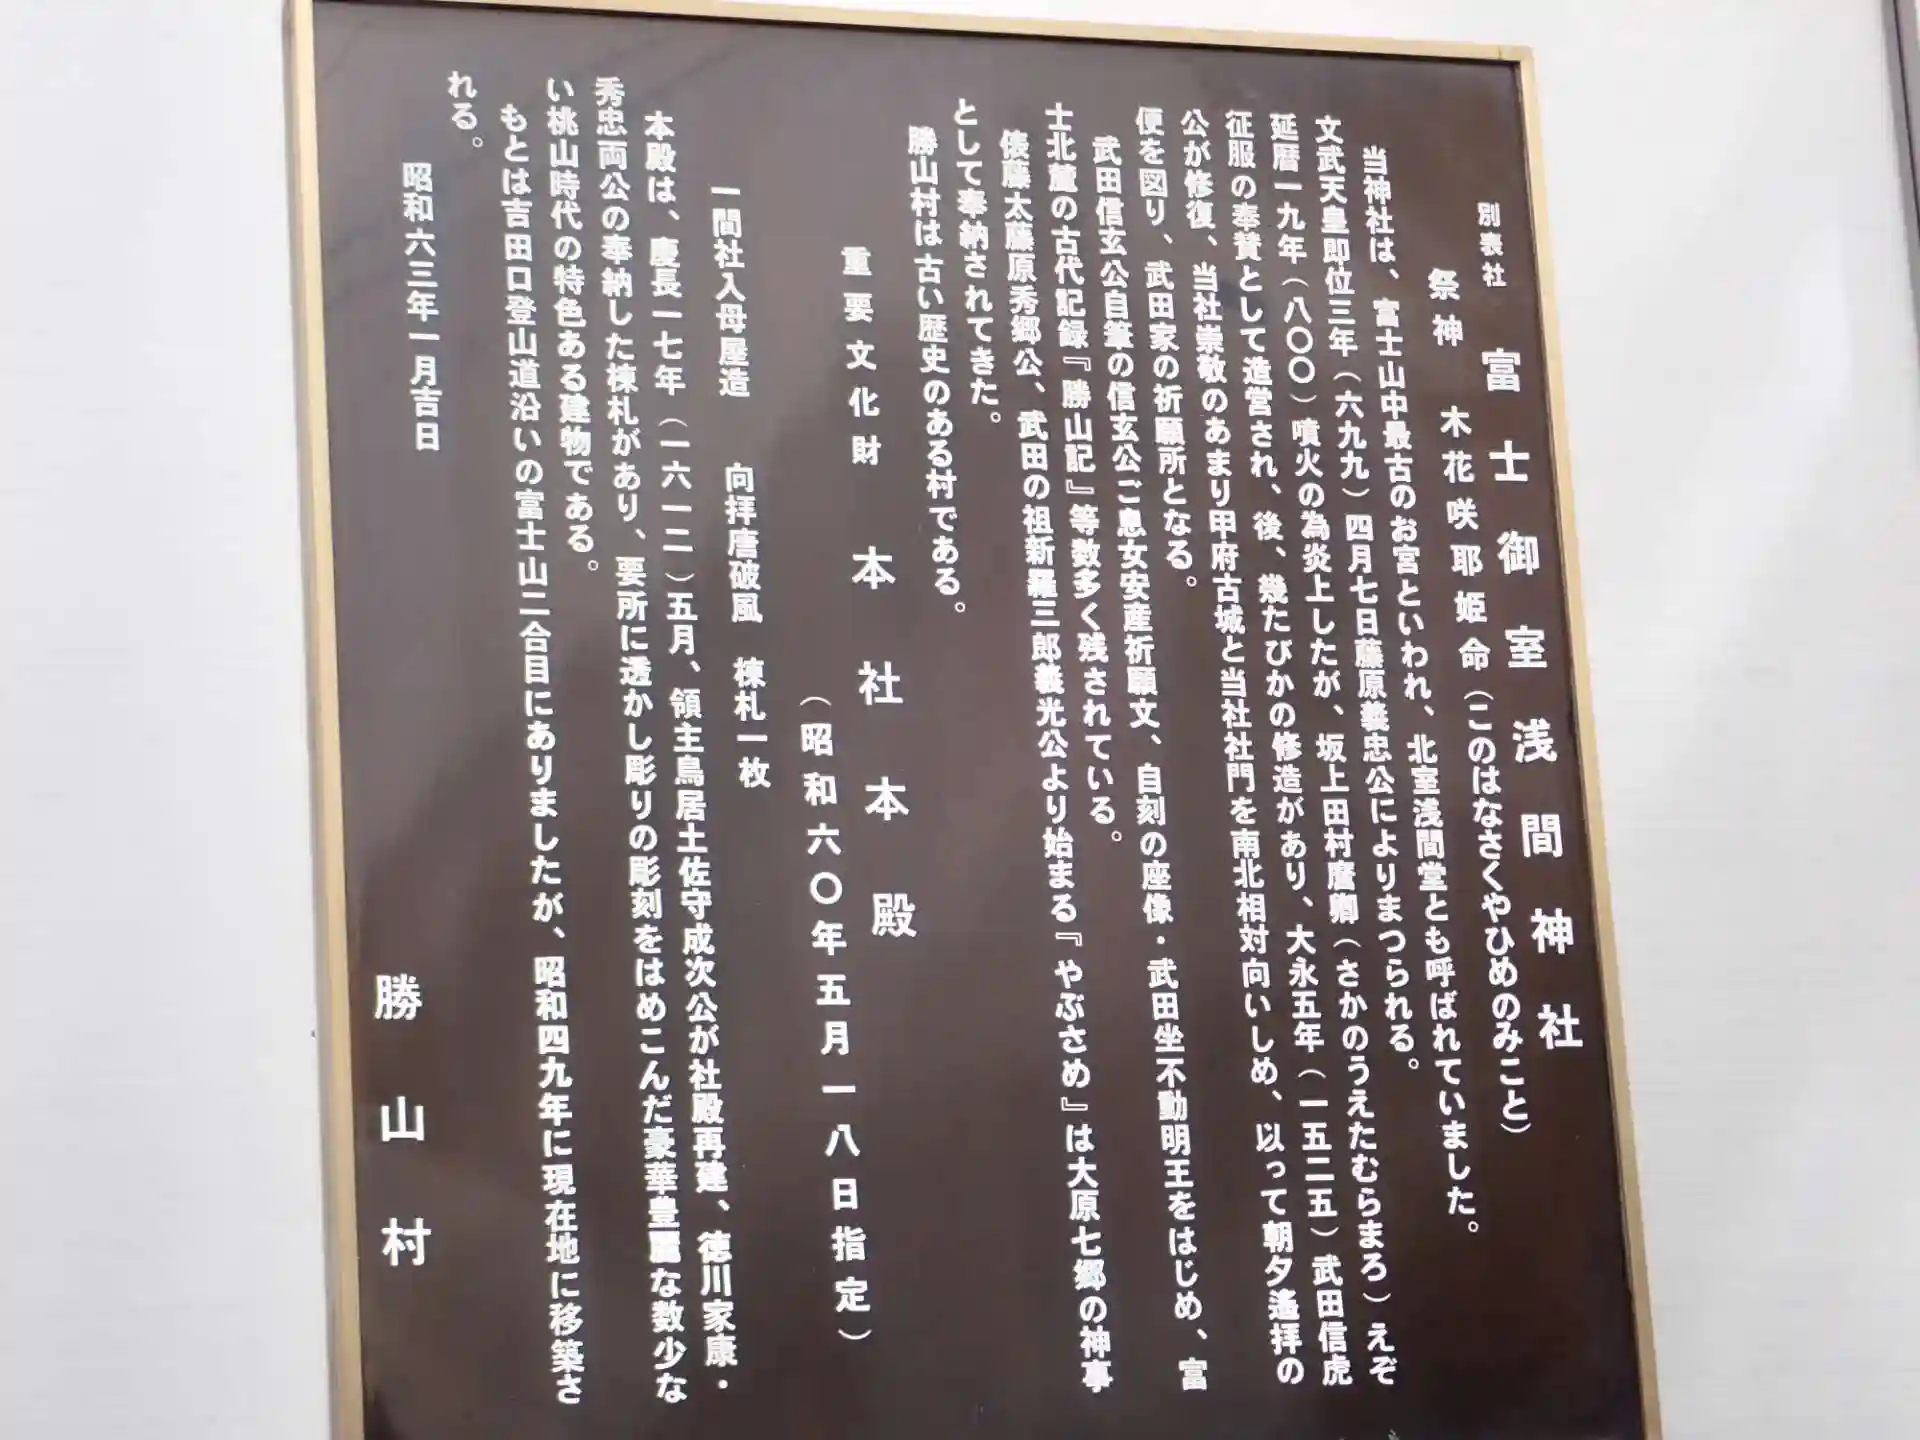 別表社 富士御室浅間神社
祭神 木花咲耶姫命（このはなさくやひめのみこと）
当神社は、富士山中最古のお宮といわれ、北室浅間堂とも呼ばれていました。
文武天皇即位三年（六九九）四月七日藤原義忠公によりまつられる。
延暦一九年（八〇〇）噴火の為炎上したが、坂上田村麿卿（さかのうえたむらまろ）えぞ
征服の奉賛として造営され、後、幾たびかの修造があり、大永五年（一五二五）武田信虎
公が修復、当社崇敬のあまり甲府古城と当社社門を南北相対向いしめ、以って朝夕遙拝の
便を図り、武田家の祈願所となる。
武田信玄公自筆の信玄公ご息女安産祈願文、自刻の座像・武田坐不動明王をはじめ、富
士北麓の古代記録『勝山記』等数多く残されている。
俵藤太藤原秀郷公、武田の祖新羅三郎義光公より始まる『やぶさめ』は大原七郷の神事
として奉納されてきた。
勝山村は古い歴史のある村である。
重要文化財 本社本殿
（昭和六〇年五月一八日指定）
一間社入母屋造 向拝唐破風 棟札一枚
本殿は、慶長一七年（一六一二）五月、領主鳥居土佐守成次公が社殿再建、徳川家康・
秀忠両公の奉納した棟札があり、要所に透かし彫りの彫刻をはめこんだ豪華豊麗な数少な
い桃山時代の特色ある建物である。
もとは吉田口登山道沿いの富士山二合目にありましたが、昭和四九年に現在地に移築さ
れる。
昭和六三年一月吉日
勝山村